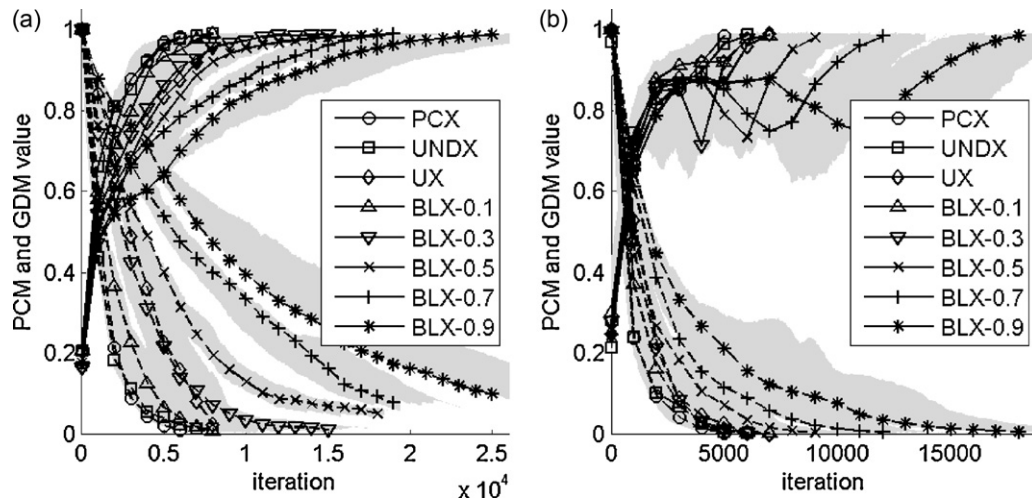 (a)
PCM and GDM value
1
0.8
0.6
0.4
0.2
0
0
0.5
1
1.5
2
2.5
x 10^4
iteration
PCX
UNDX
UX
BLX-0.1
BLX-0.3
BLX-0.5
BLX-0.7
BLX-0.9
(b)
PCM and GDM value
1
0.8
0.6
0.4
0.2
0
0
5000
10000
15000
iteration
PCX
UNDX
UX
BLX-0.1
BLX-0.3
BLX-0.5
BLX-0.7
BLX-0.9